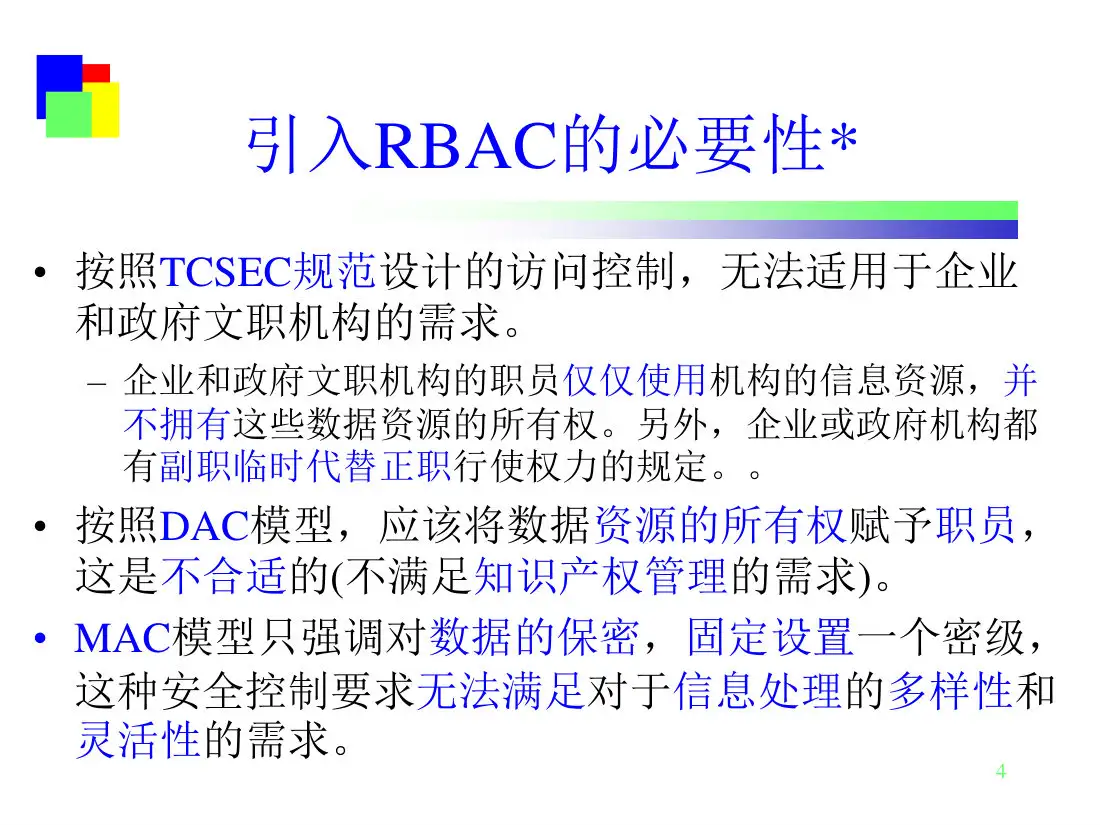 引入RBAC的必要性*
• 按照TCSEC规范设计的访问控制，无法适用于企业
和政府文职机构的需求。
– 企业和政府文职机构的职员仅仅使用机构的信息资源，并
不拥有这些数据资源的所有权。另外，企业或政府机构都
有副职临时代替正职行使权力的规定。。
• 按照DAC模型，应该将数据资源的所有权赋予职员，
这是不合适的(不满足知识产权管理的需求)。
• MAC模型只强调对数据的保密，固定设置一个密级，
这种安全控制要求无法满足对于信息处理的多样性和
灵活性的需求。
4